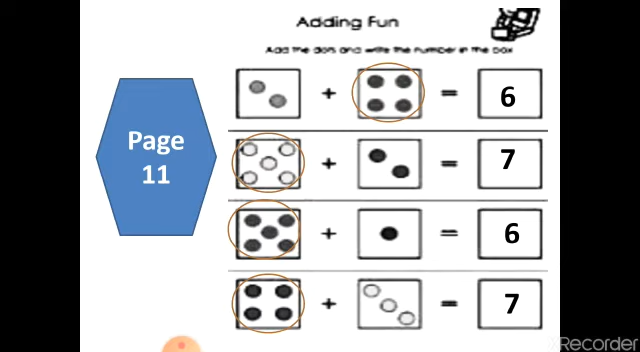 Adding Fun
Add the dots and write the number in the box
Page
11
+ = 6
+ = 7
+ = 6
+ = 7
Recorder